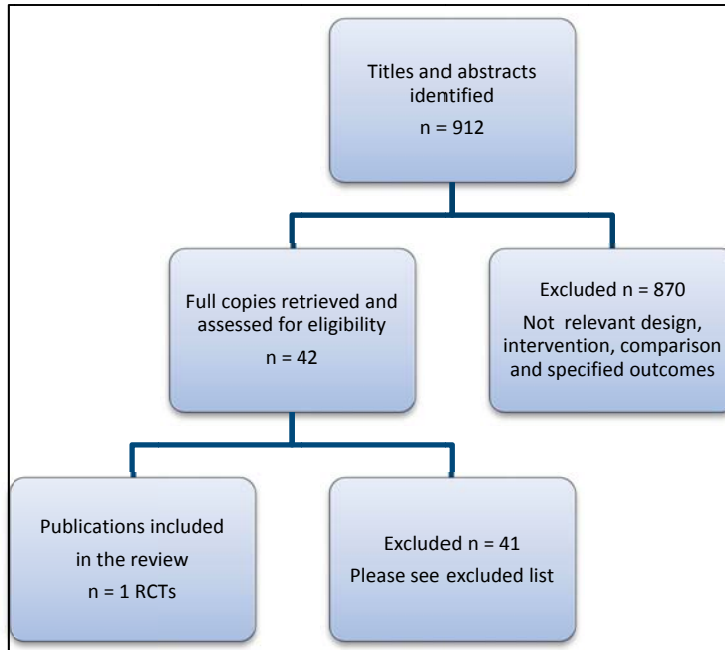 Titles and abstracts
identified
n = 912
Full copies retrieved and
assessed for eligibility
n = 42
Excluded n = 870
Not relevant design,
intervention, comparison
and specified outcomes
Publications included
in the review
n = 1 RCTs
Excluded n = 41
Please see excluded list